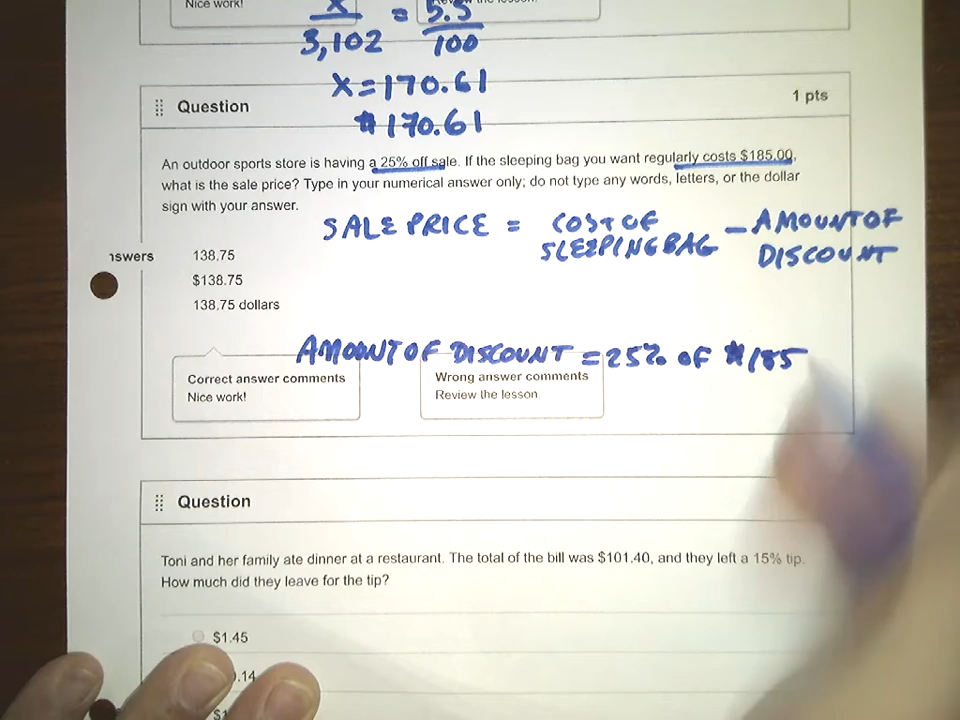 Nice work!
x = 5.5
3,102 100
x=170.61
$170.61
Question
1 pts
An outdoor sports store is having a 25% off sale. If the sleeping bag you want regularly costs $185.00,
what is the sale price? Type in your numerical answer only; do not type any words, letters, or the dollar
sign with your answer.
SALE PRICE = COST OF SLEEPING BAG - AMOUNT OF DISCOUNT
nswers
138.75
$138.75
138.75 dollars
AMOUNT OF DISCOUNT = 25% OF $185
Correct answer comments
Nice work!
Wrong answer comments
Review the lesson.
Question
Toni and her family ate dinner at a restaurant. The total of the bill was $101.40, and they left a 15% tip.
How much did they leave for the tip?
$1.45
.14
$1